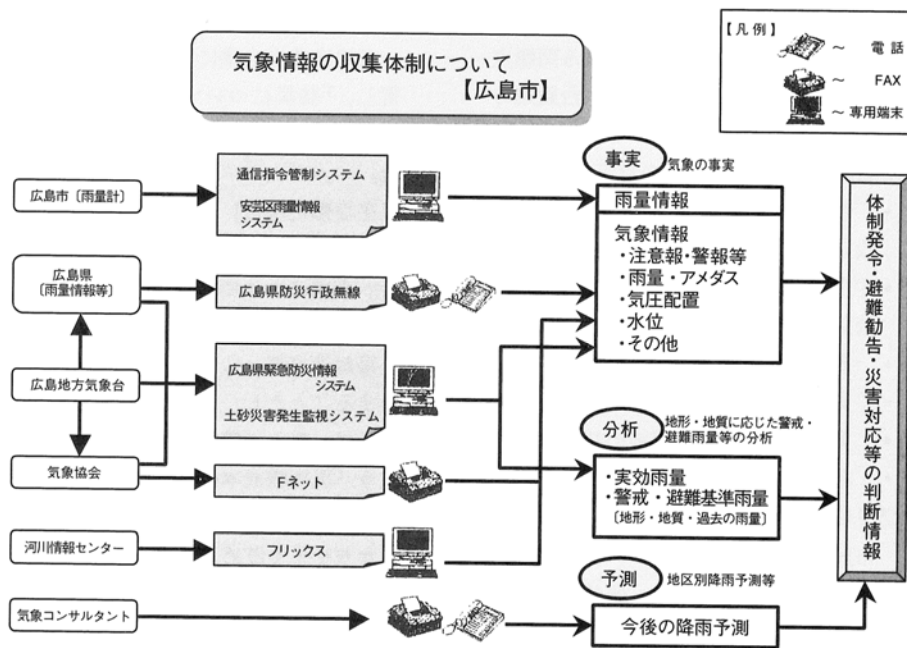 気象情報の収集体制について
【広島市】
【凡例】
～ 電話
～ FAX
～ 専用端末
広島市〔雨量計〕
広島県
〔雨量情報等〕
広島地方気象台
気象協会
河川情報センター
気象コンサルタント
通信指令管制システム
安芸区雨量情報
システム
広島県防災行政無線
広島県緊急防災情報
システム
土砂災害発生監視システム
Fネット
フリックス
事実 気象の事実
雨量情報
気象情報
・注意報・警報等
・雨量・アメダス
・気圧配置
・水位
・その他
分析 地形・地質に応じた警戒・
避難雨量等の分析
・実効雨量
・警戒・避難基準雨量
〔地形・地質・過去の雨量〕
予測 地区別降雨予測等
今後の降雨予測
体制発令・避難勧告・災害対応等の判断情報